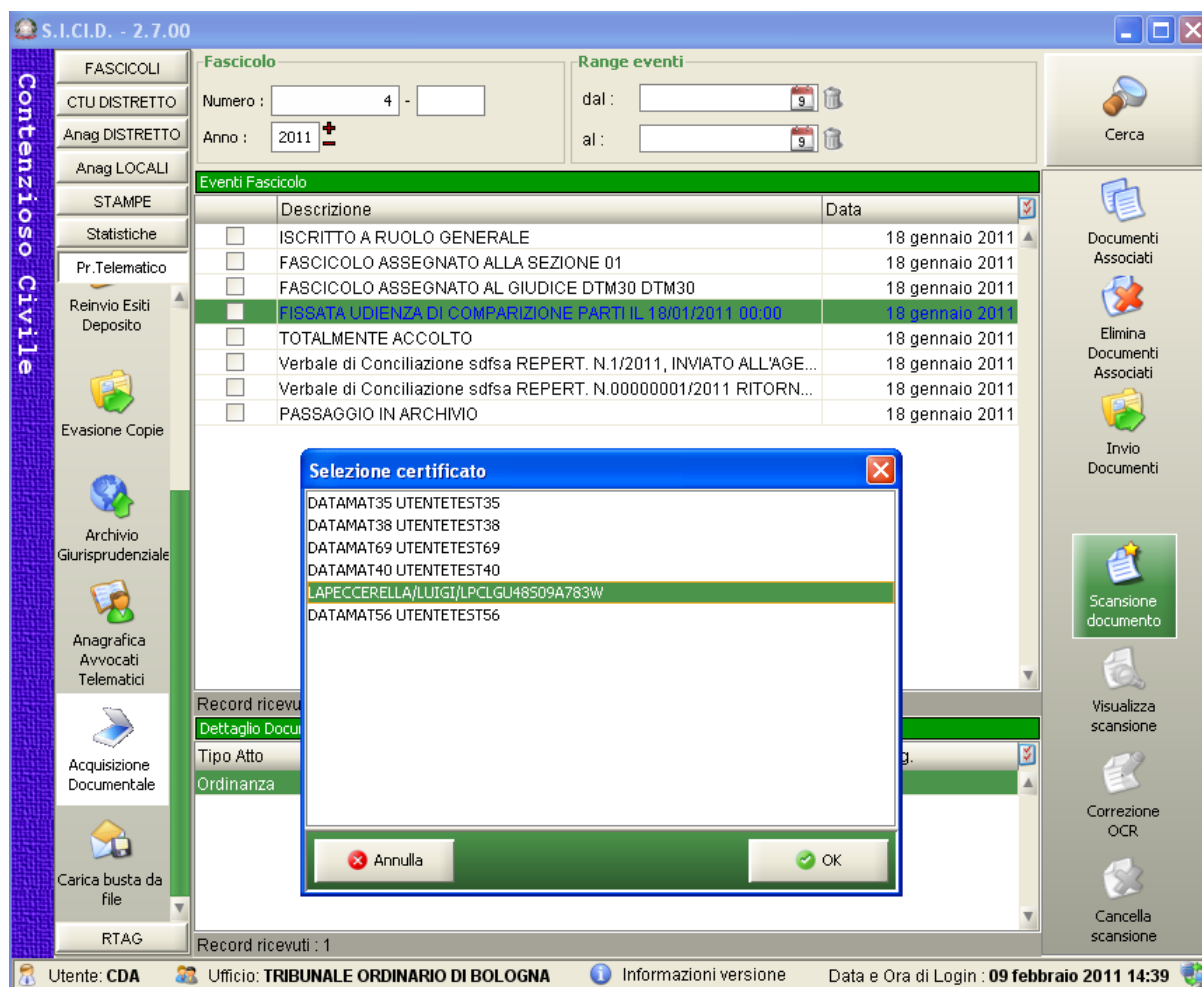 S.I.CI.D. - 2.7.00
Contenzioso Civile
FASCICOLI
CTU DISTRETTO
Anag DISTRETTO
Anag LOCALI
STAMPE
Statistiche
Pr.Telematico
Reinvio Esiti
Deposito
Evasione Copie
Archivio
Giurisprudenziale
Anagrafica
Avvocati
Telematici
Acquisizione
Documentale
Carica busta da
file
RTAG
Fascicolo
Numero : 4 -
Anno : 2011
Range eventi
dal :
9
al :
9
Eventi Fascicolo
Descrizione Data
ISCRITTO A RUOLO GENERALE 18 gennaio 2011
FASCICOLO ASSEGNATO ALLA SEZIONE 01 18 gennaio 2011
FASCICOLO ASSEGNATO AL GIUDICE DTM30 DTM30 18 gennaio 2011
FISSATA UDIENZA DI COMPARIZIONE PARTI IL 18/01/2011 00:00 18 gennaio 2011
TOTALMENTE ACCOLTO 18 gennaio 2011
Verbale di Conciliazione sdfsa REPERT. N.1/2011, INVIATO ALL'AGE... 18 gennaio 2011
Verbale di Conciliazione sdfsa REPERT. N.00000001/2011 RITORN... 18 gennaio 2011
PASSAGGIO IN ARCHIVIO 18 gennaio 2011
Selezione certificato
DATAMAT35 UTENTETEST35
DATAMAT38 UTENTETEST38
DATAMAT69 UTENTETEST69
DATAMAT40 UTENTETEST40
LAPECCERELLA/LUIGI/LPCLGU48S09A783W
DATAMAT56 UTENTETEST56
Annulla OK
Record ricevu
Dettaglio Docu
Tipo Atto g.
Ordinanza
Record ricevuti : 1
Cerca
Documenti
Associati
Elimina
Documenti
Associati
Invio
Documenti
Scansione
documento
Visualizza
scansione
Correzione
OCR
Cancella
scansione
Utente: CDA Ufficio: TRIBUNALE ORDINARIO DI BOLOGNA Informazioni versione Data e Ora di Login : 09 febbraio 2011 14:39